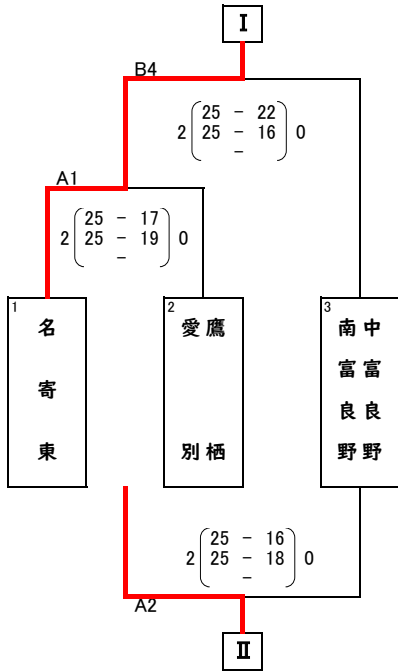 I
B4
2 25 - 22 0
25 - 16
-
A1
2 25 - 17 0
25 - 19
-
1 名寄東
2 鷹栖
愛別
3 中富良野
南富良野
2 25 - 16 0
25 - 18
-
A2
II